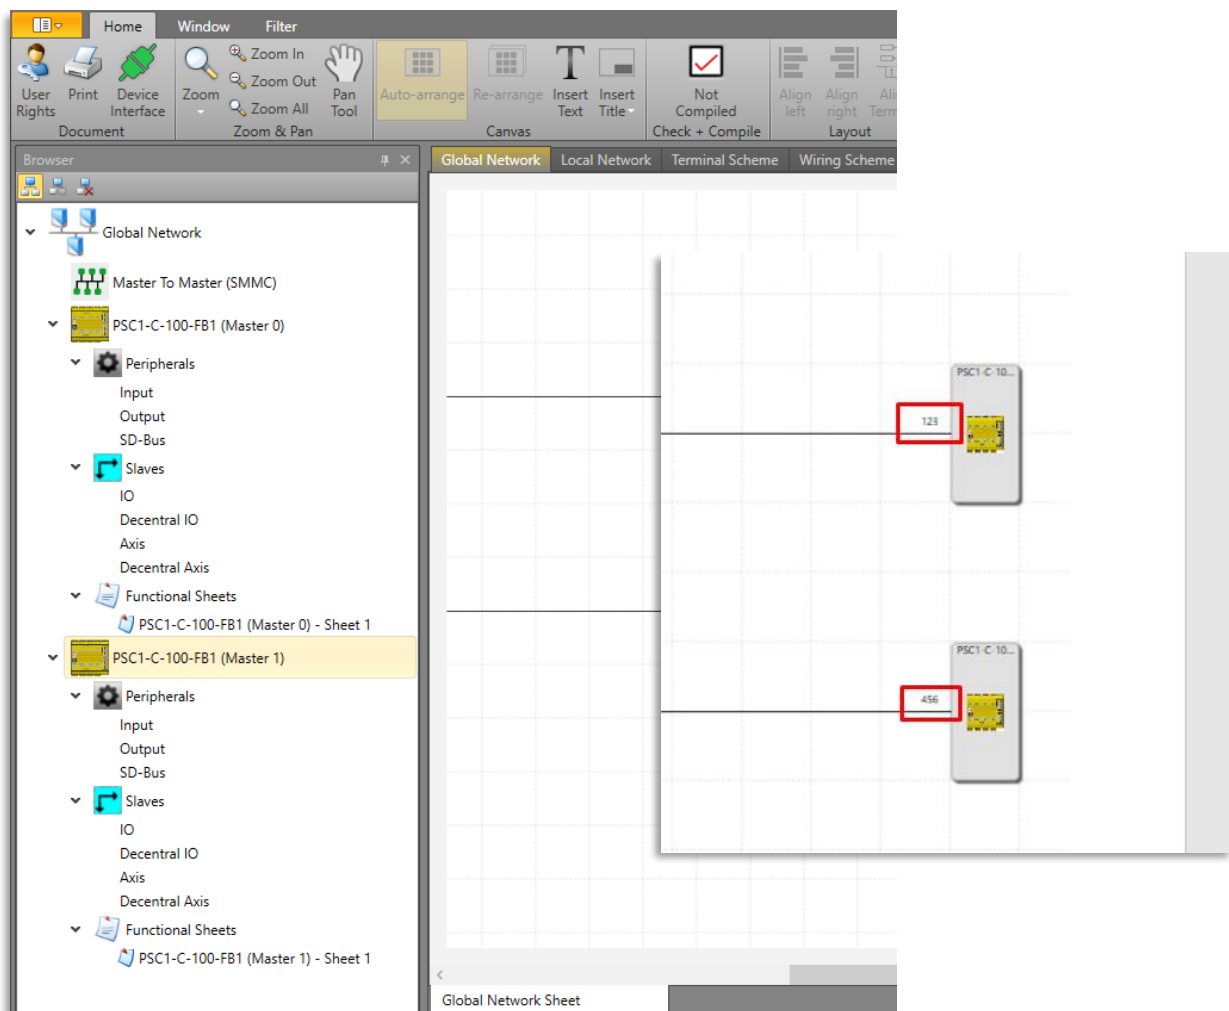 Home Window Filter
User Rights
Print
Device Interface
Zoom
Zoom In
Zoom Out
Zoom All
Pan Tool
Auto-arrange
Re-arrange
Insert Text
Insert Title
Not Compiled
Align left
Align right
Document
Zoom & Pan
Canvas
Check + Compile
Layout
Browser
Global Network Local Network Terminal Scheme Wiring Scheme
Global Network
Master To Master (SMMC)
PSC1-C-100-FB1 (Master 0)
Peripherals
Input
Output
SD-Bus
Slaves
IO
Decentral IO
Axis
Decentral Axis
Functional Sheets
PSC1-C-100-FB1 (Master 0) - Sheet 1
PSC1-C-100-FB1 (Master 1)
Peripherals
Input
Output
SD-Bus
Slaves
IO
Decentral IO
Axis
Decentral Axis
Functional Sheets
PSC1-C-100-FB1 (Master 1) - Sheet 1
PSC1-C-10...
123
PSC1-C-10...
456
Global Network Sheet